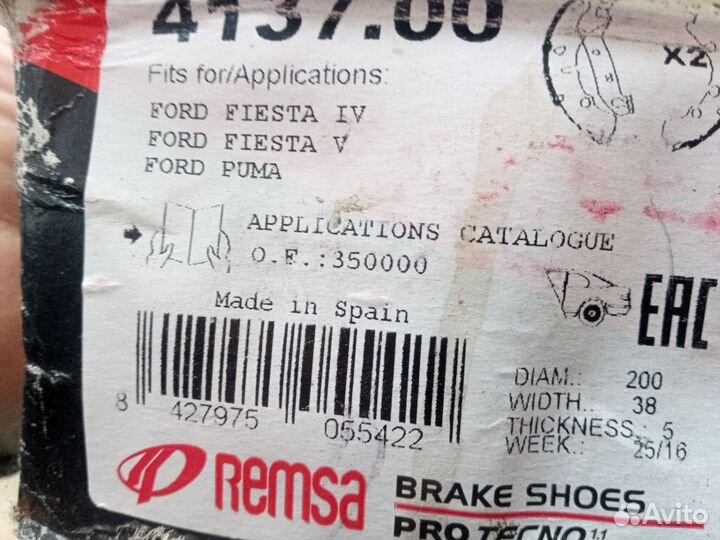 4137.00
X2
Fits for/Applications:
FORD FIESTA IV
FORD FIESTA V
FORD PUMA
APPLICATIONS CATALOGUE
O.F.:350000
Made in Spain
EAC
8 427975 055422
DIAM.: 200
WIDTH.: 38
THICKNESS.: 5
WEEK.: 25/16
Remsa
BRAKE SHOES
PRO TECNO 1.1
Avito